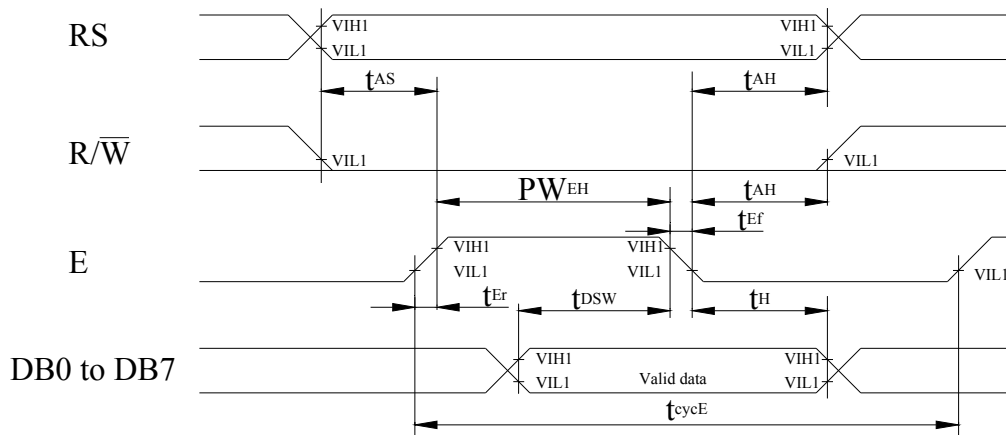 RS
VIH1
VIH1
VIL1
VIL1
tAS
tAH
R/W̅
VIL1
VIL1
PWEH
tAH
tEf
E
VIH1
VIH1
VIL1
VIL1
VIL1
tEr
tDSW
tH
DB0 to DB7
VIH1
VIH1
VIL1
Valid data
VIL1
tcycE